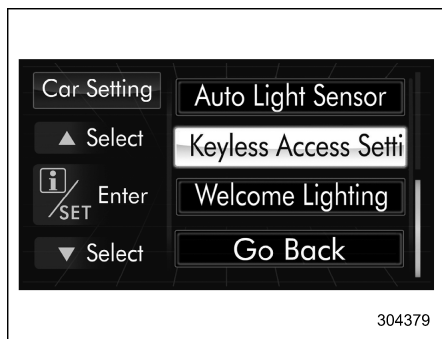 Car Setting
Auto Light Sensor
▲ Select
Keyless Access Setti
i/SET Enter
Welcome Lighting
▼ Select
Go Back
304379